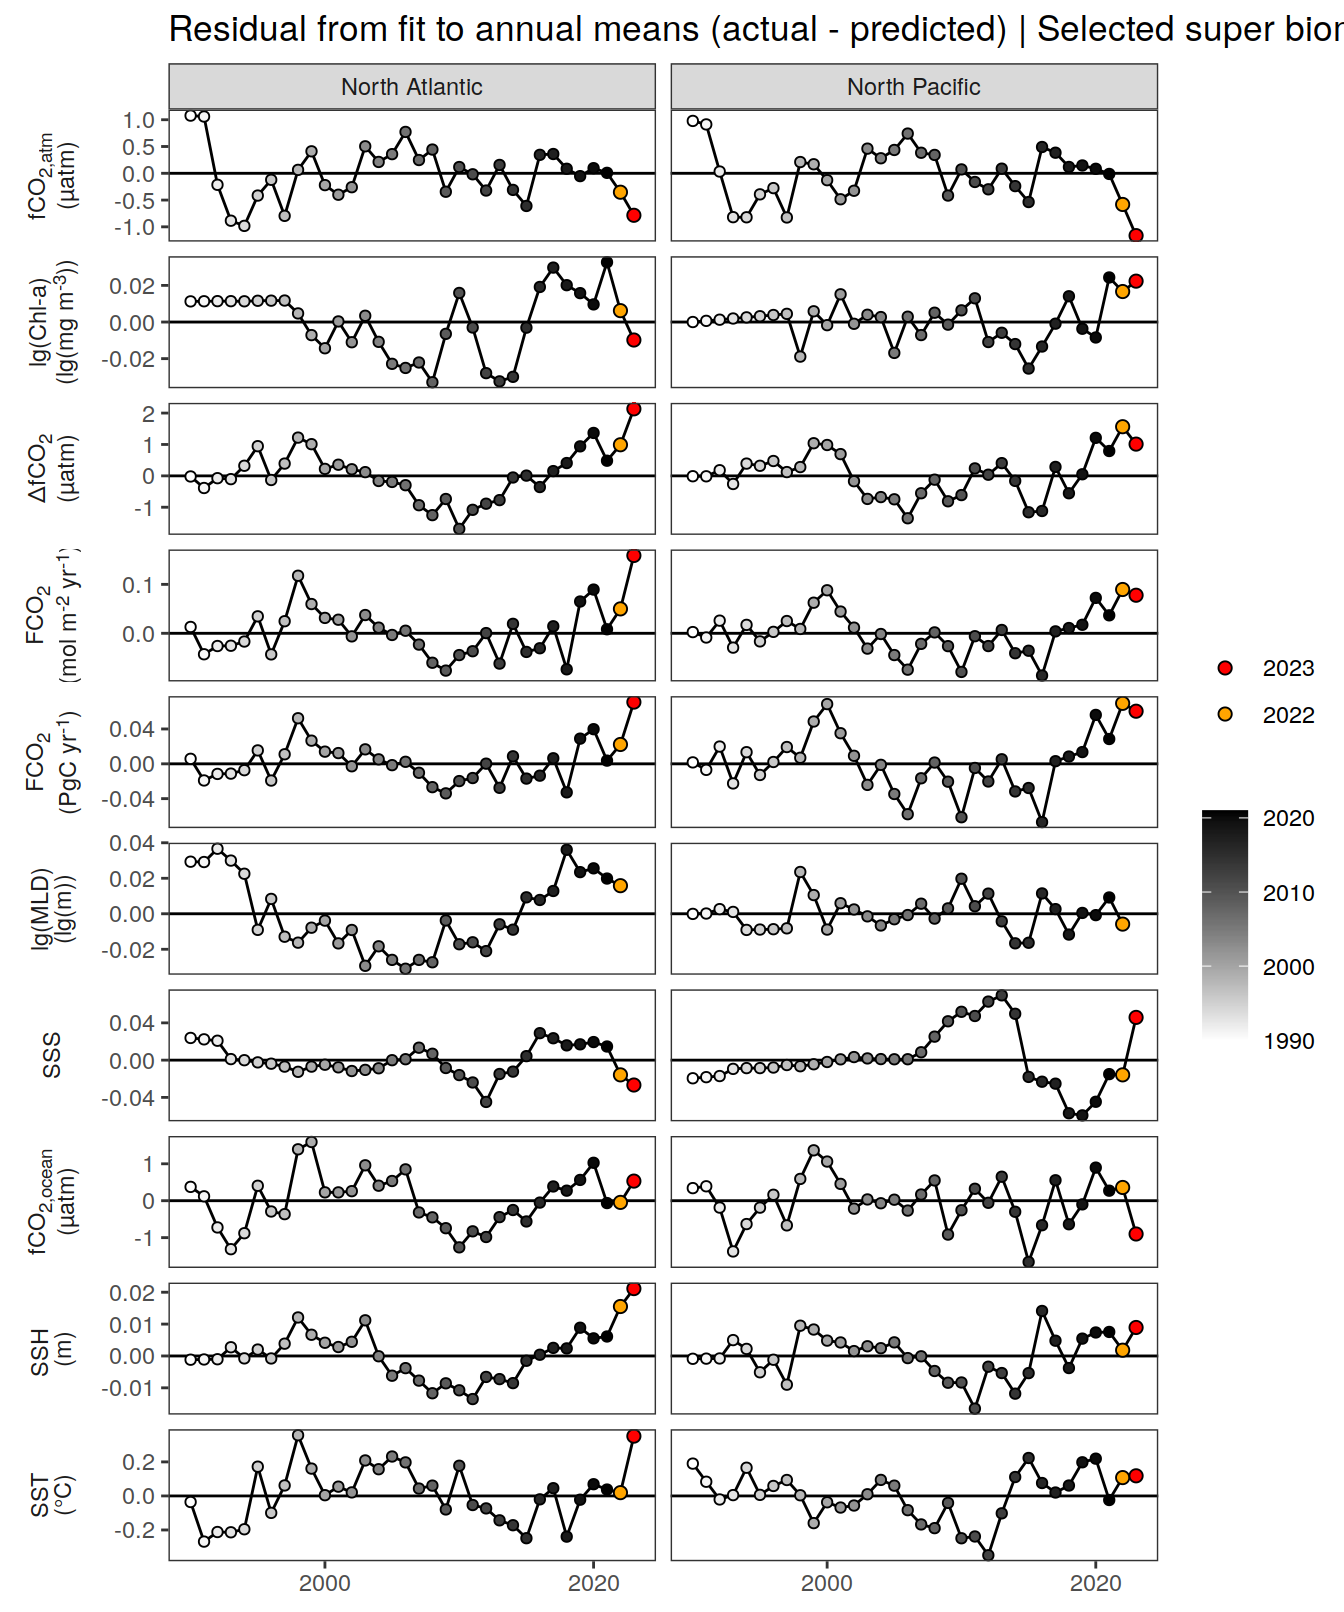 Residual from fit to annual means (actual - predicted) | Selected super bion
North Atlantic
North Pacific
fCO2,atm
(µatm)
1.0
0.5
0.0
-0.5
-1.0
lg(Chl-a)
(lg(mg m-3))
0.02
0.00
-0.02
ΔfCO2
(µatm)
2
1
0
-1
FCO2
(mol m-2 yr-1)
0.1
0.0
FCO2
(PgC yr-1)
0.04
0.00
-0.04
lg(MLD)
(lg(m))
0.04
0.02
0.00
-0.02
SSS
0.04
0.00
-0.04
fCO2,ocean
(µatm)
1
0
-1
SSH
(m)
0.02
0.01
0.00
-0.01
SST
(°C)
0.2
0.0
-0.2
2000
2020
2000
2020
2023
2022
2020
2010
2000
1990